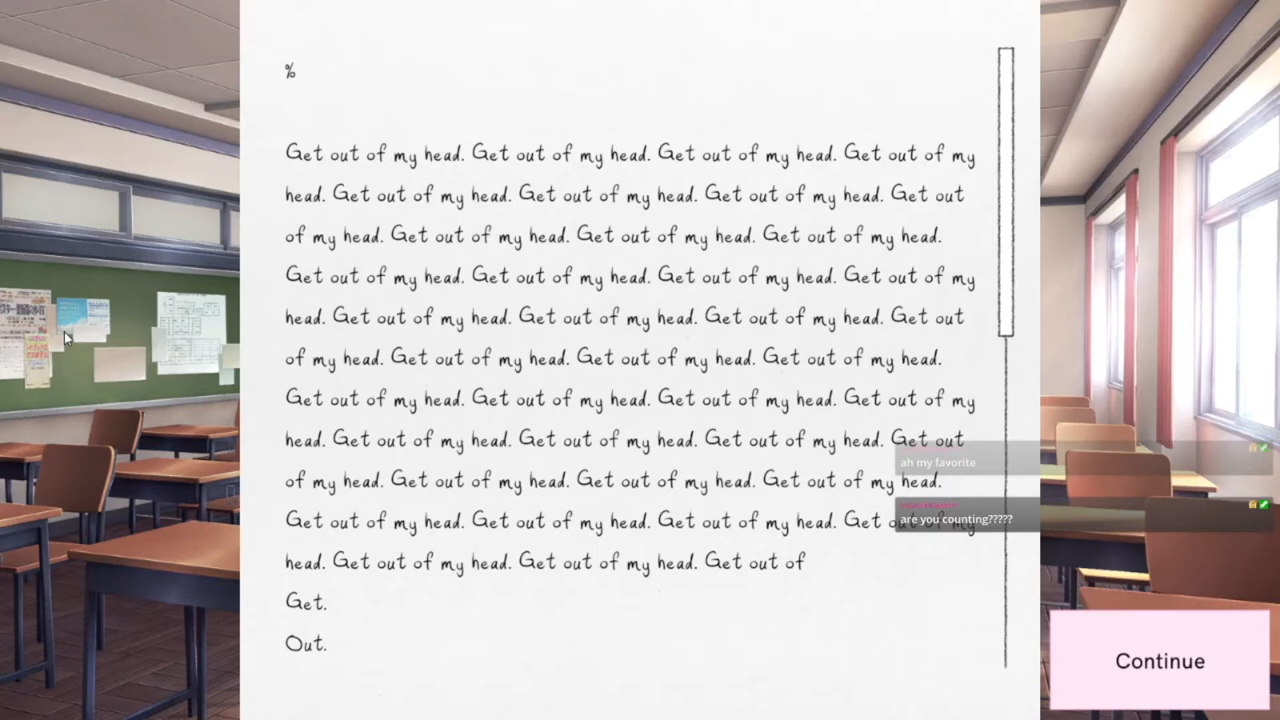 %
Get out of my head. Get out of my head. Get out of my head. Get out of my
head. Get out of my head. Get out of my head. Get out of my head. Get out
of my head. Get out of my head. Get out of my head. Get out of my head.
Get out of my head. Get out of my head. Get out of my head. Get out of my
head. Get out of my head. Get out of my head. Get out of my head. Get out
of my head. Get out of my head. Get out of my head. Get out of my head.
Get out of my head. Get out of my head. Get out of my head. Get out of my
head. Get out of my head. Get out of my head. Get out of my head. Get out
of my head. Get out of my head. Get out of my head. Get out of my head.
Get out of my head. Get out of my head. Get out of my head. Get out of my
head. Get out of my head. Get out of my head. Get out of
Get.
Out.
ah my favorite
are you counting?????
Continue